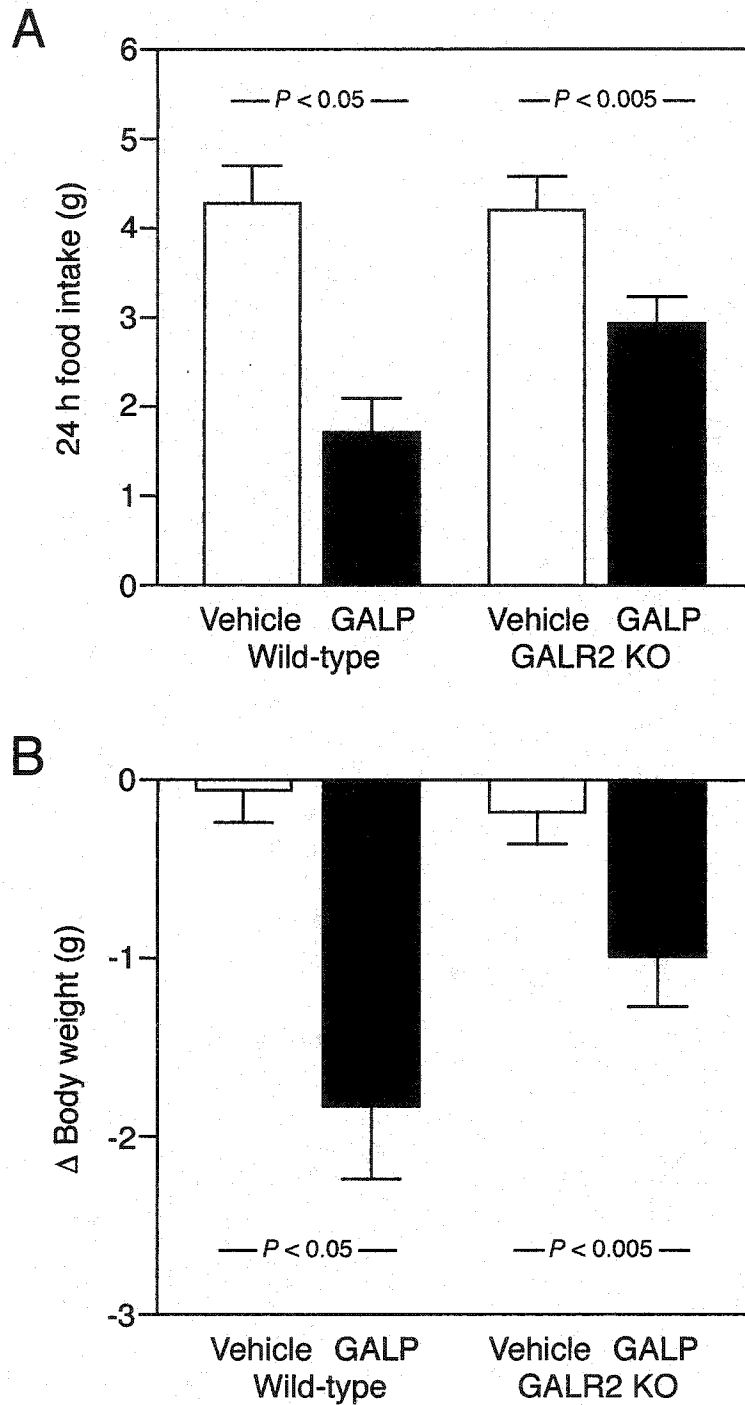 A
6
P < 0.05 P < 0.005
5
4
3
2
1
0
24 h food intake (g)
Vehicle GALP Vehicle GALP
Wild-type GALR2 KO
B
0
-1
-2
-3
Δ Body weight (g)
P < 0.05 P < 0.005
Vehicle GALP Vehicle GALP
Wild-type GALR2 KO